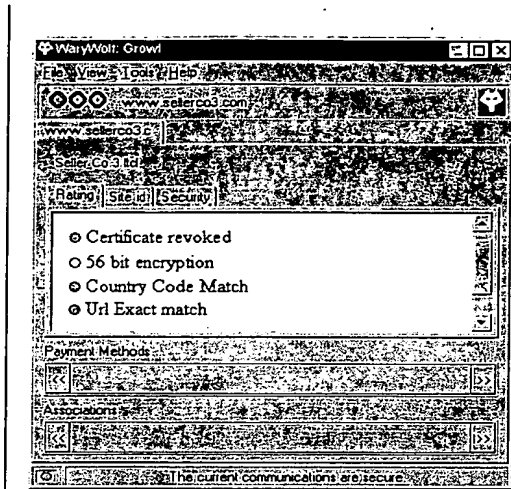 WaryWolf: Growl
File View Tools Help
www.sellerco3.com
www.sellerco3.c
Seller Co 3 ltd
Rating Site id Security
Certificate revoked
56 bit encryption
Country Code Match
Url Exact match
Payment Methods
<< >>
Associations
<< >>
The current communications are secure